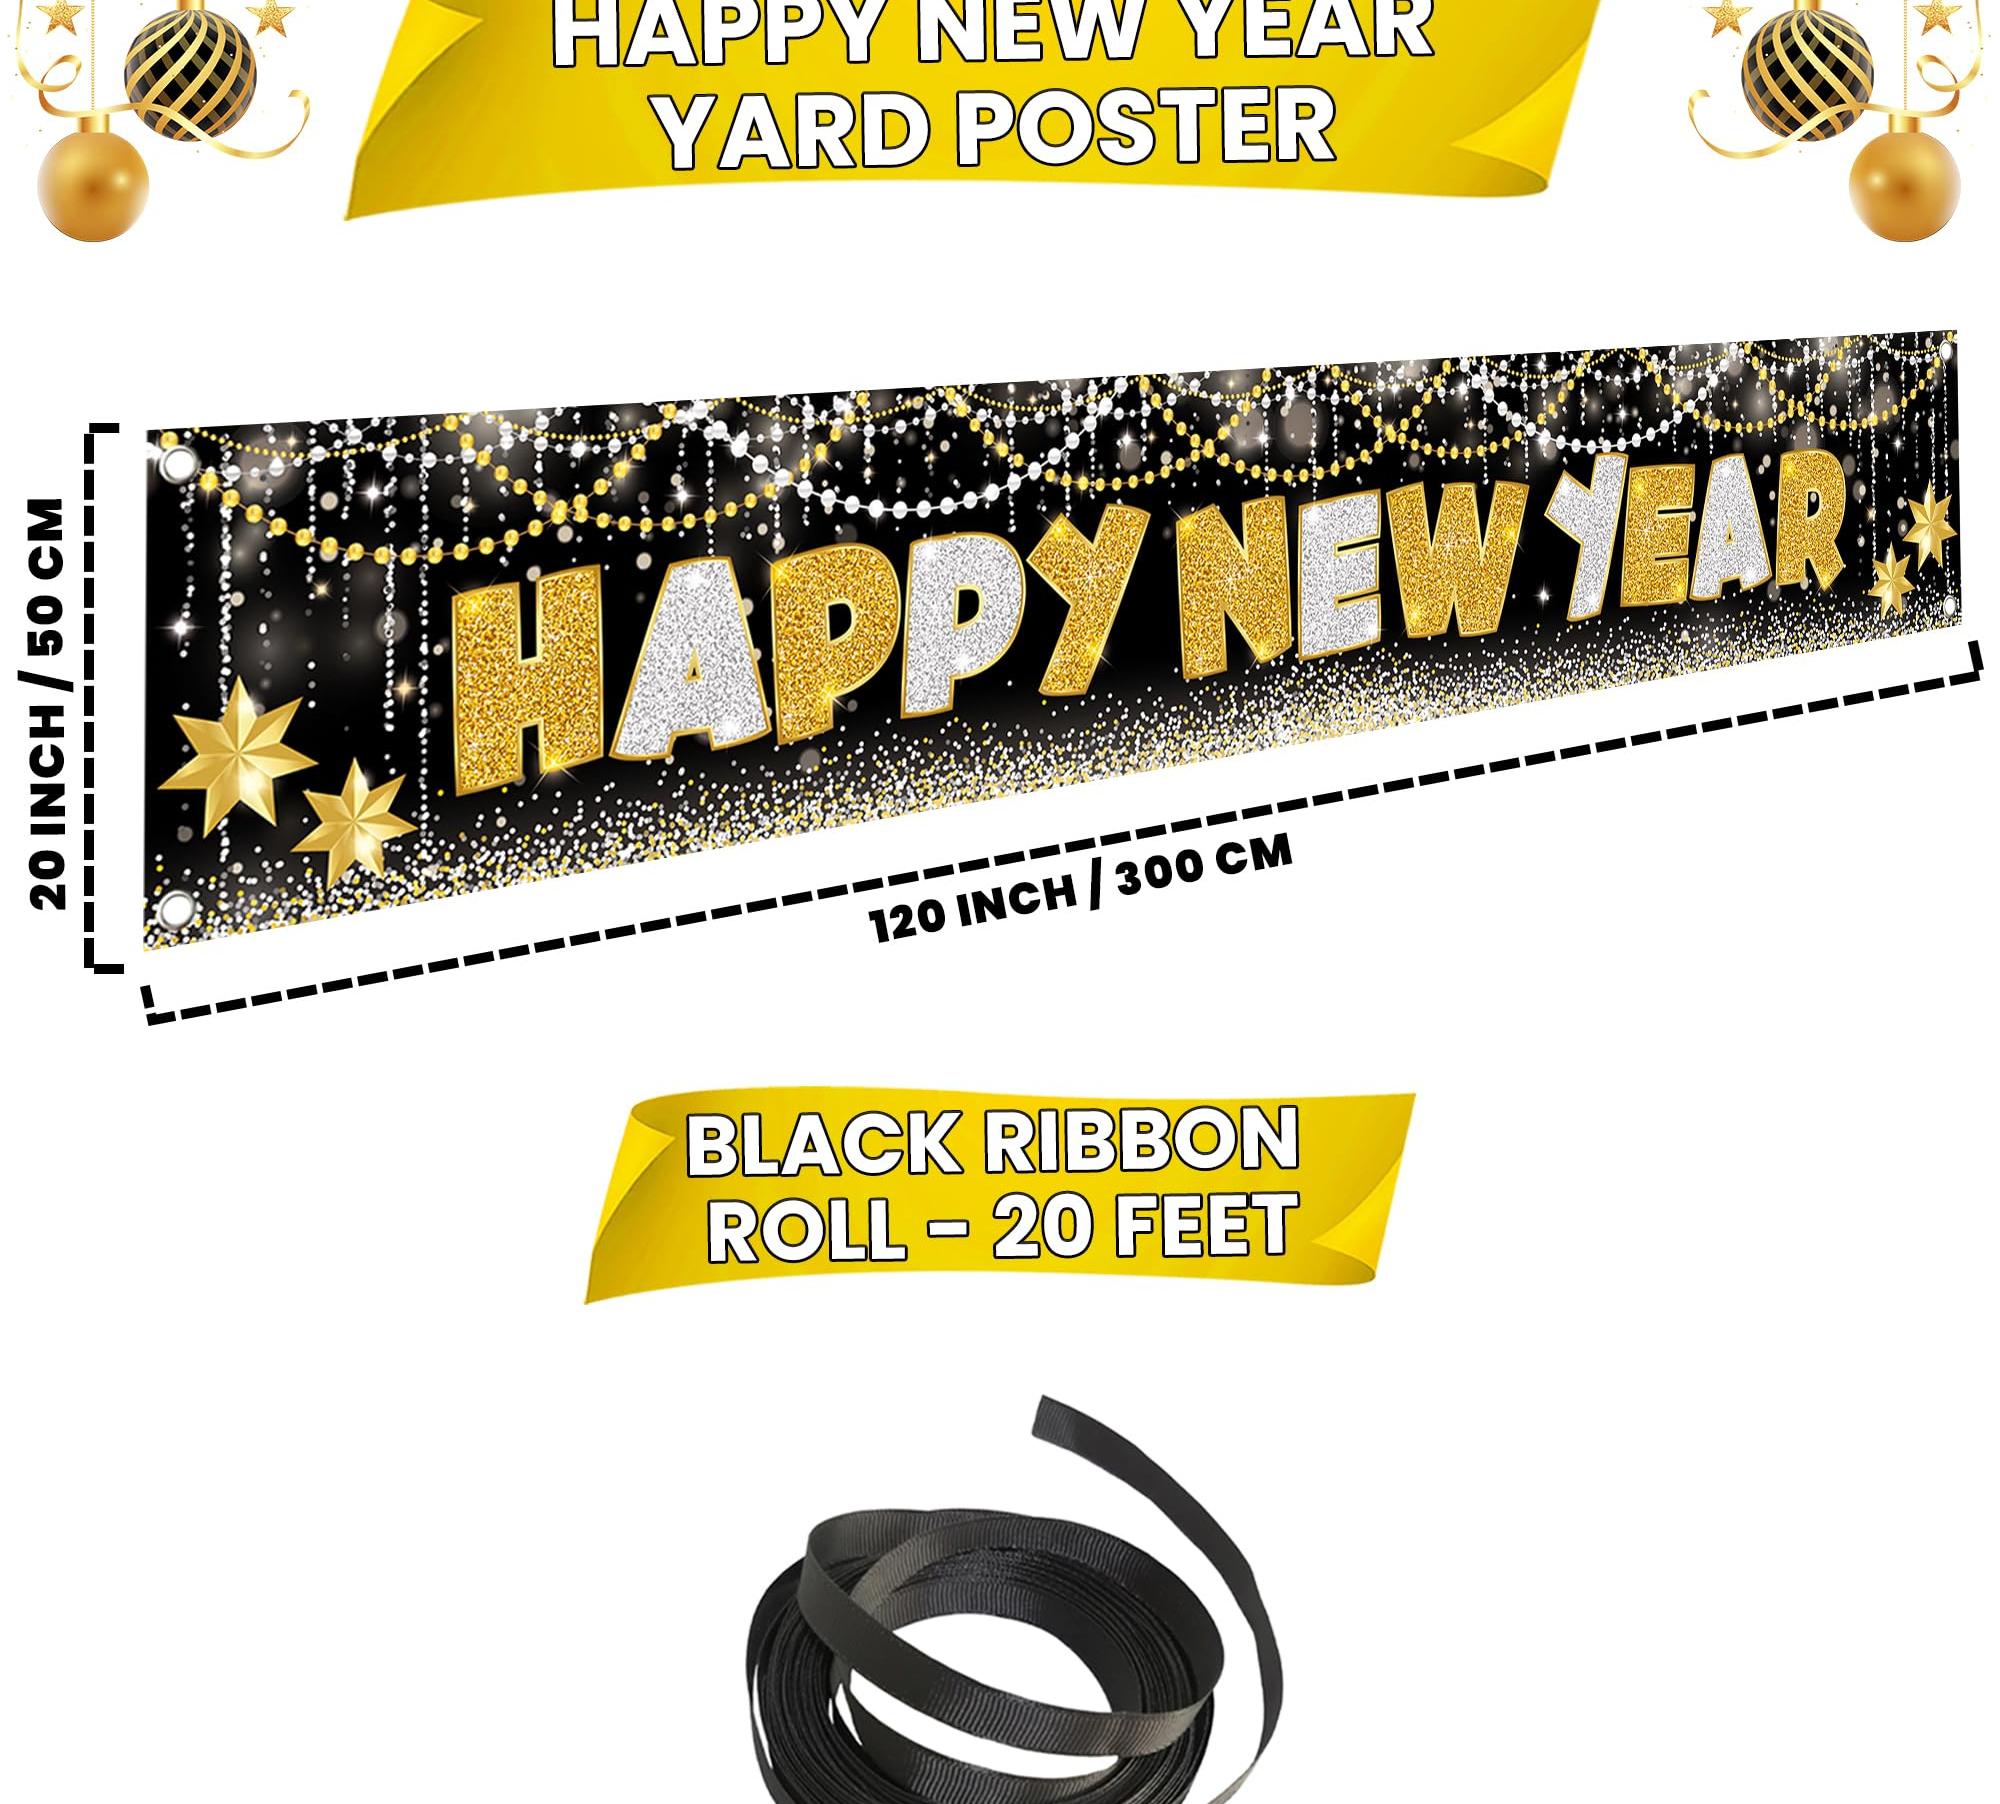 HAPPY NEW YEAR
YARD POSTER
HAPPY NEW YEAR
20 INCH / 50 CM
120 INCH / 300 CM
BLACK RIBBON
ROLL - 20 FEET